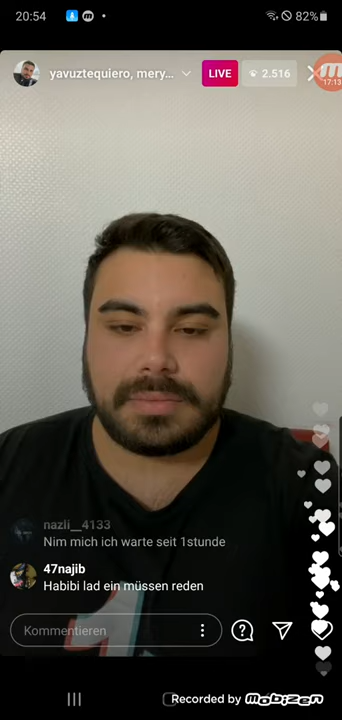 20:54
82%
yavuztequiero, mery...
LIVE
2.516
17:13
nazli__4133
Nim mich ich warte seit 1stunde
47najib
Habibi lad ein müssen reden
Kommentieren
Recorded by mobizen